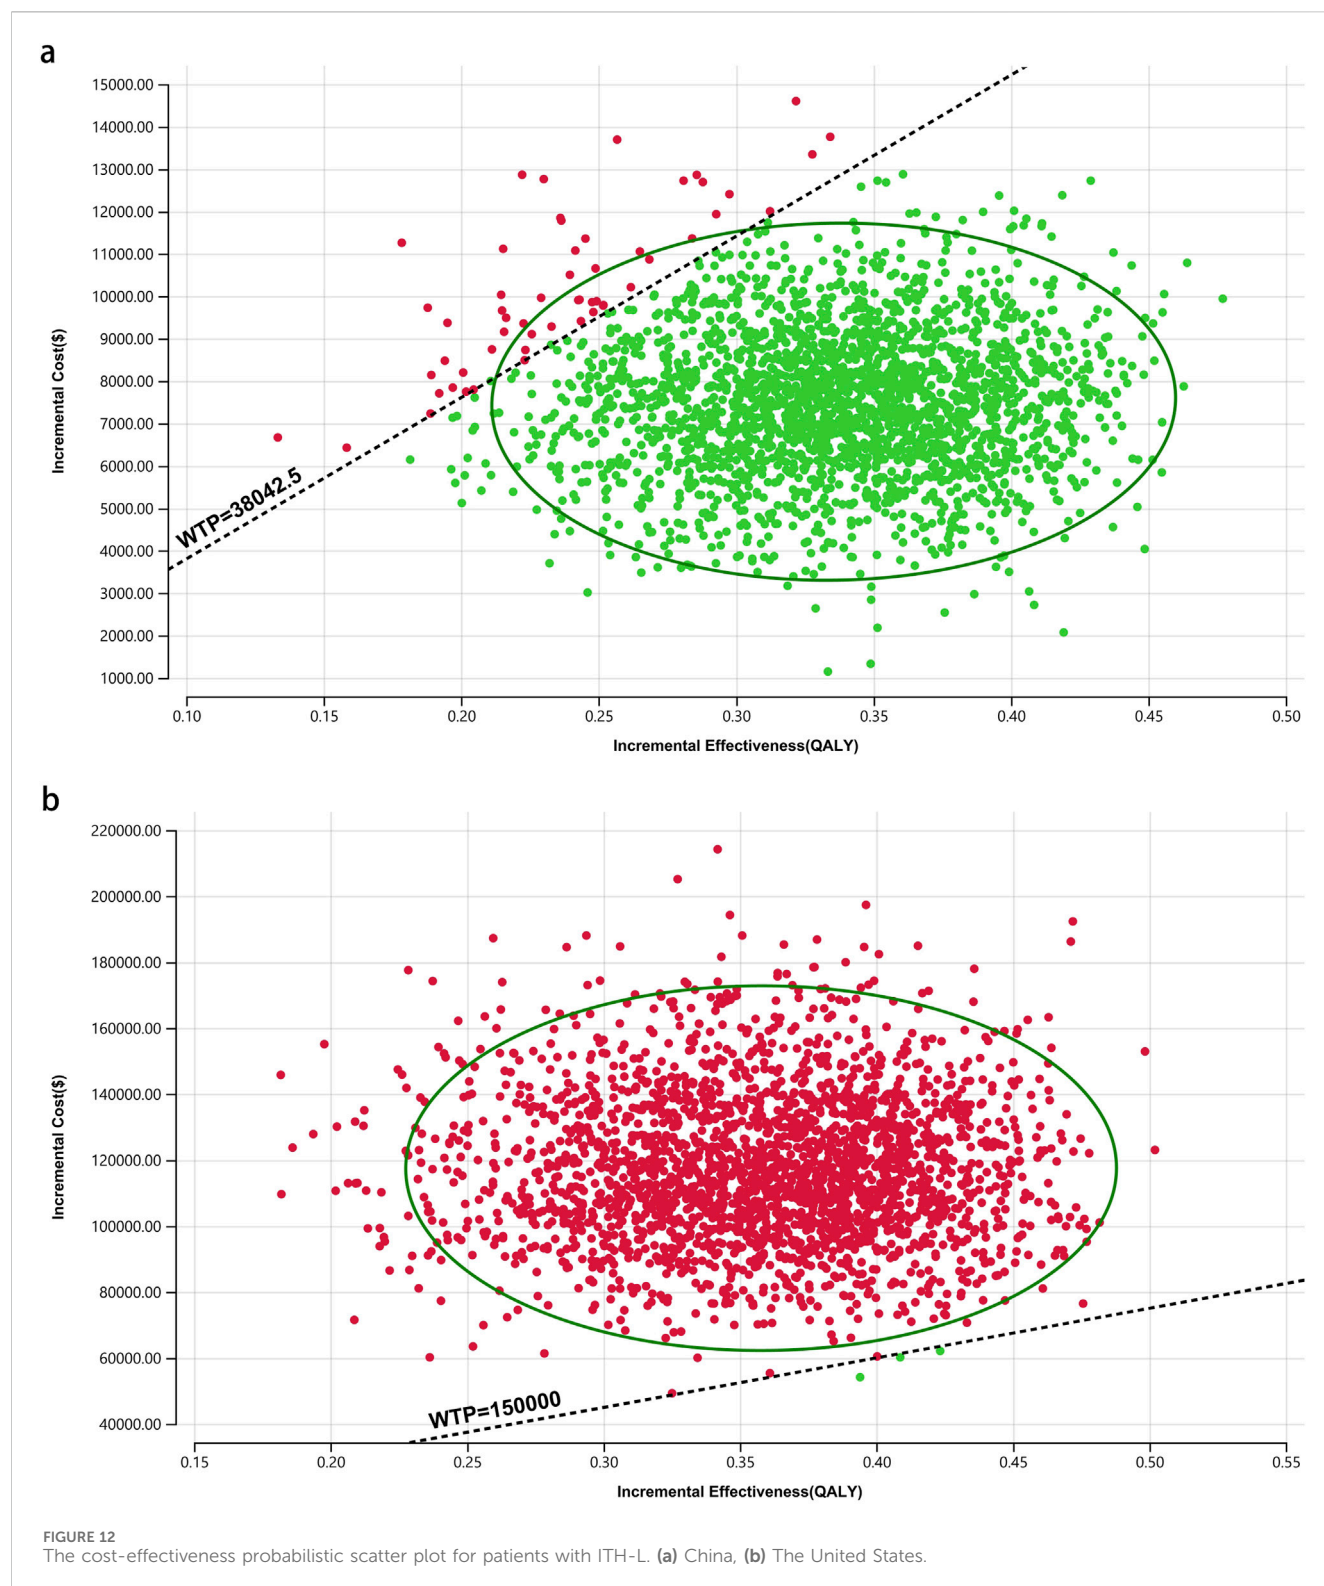 a
15000.00
14000.00
13000.00
12000.00
11000.00
10000.00
9000.00
8000.00
7000.00
6000.00
5000.00
4000.00
3000.00
2000.00
1000.00
Incremental Cost($)
WTP=38042.5
0.10 0.15 0.20 0.25 0.30 0.35 0.40 0.45 0.50
Incremental Effectiveness(QALY)
b
220000.00
200000.00
180000.00
160000.00
140000.00
120000.00
100000.00
80000.00
60000.00
40000.00
Incremental Cost($)
WTP=150000
0.15 0.20 0.25 0.30 0.35 0.40 0.45 0.50 0.55
Incremental Effectiveness(QALY)
FIGURE 12
The cost-effectiveness probabilistic scatter plot for patients with ITH-L. (a) China, (b) The United States.